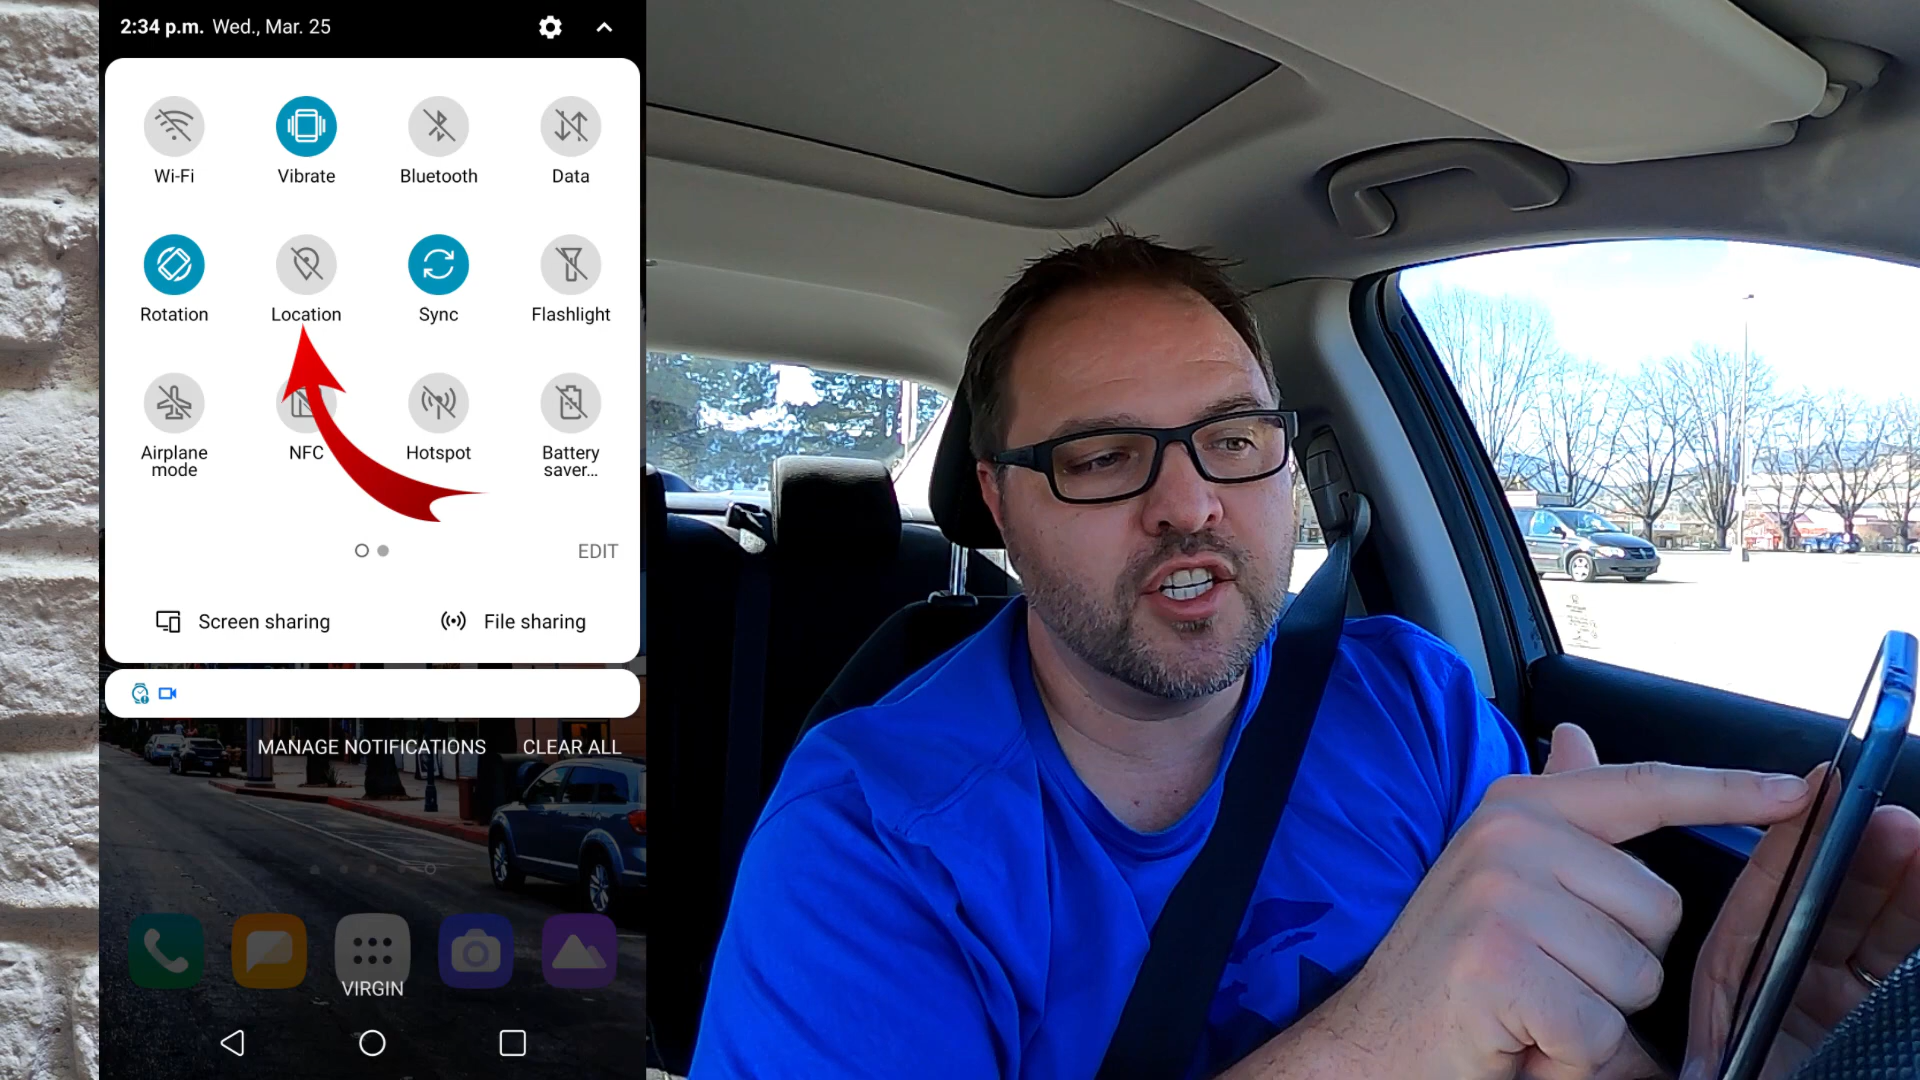 2:34 p.m. Wed., Mar. 25
Wi-Fi
Vibrate
Bluetooth
Data
Rotation
Location
Sync
Flashlight
Airplane
mode
NFC
Hotspot
Battery
saver...
EDIT
Screen sharing
File sharing
MANAGE NOTIFICATIONS
CLEAR ALL
VIRGIN